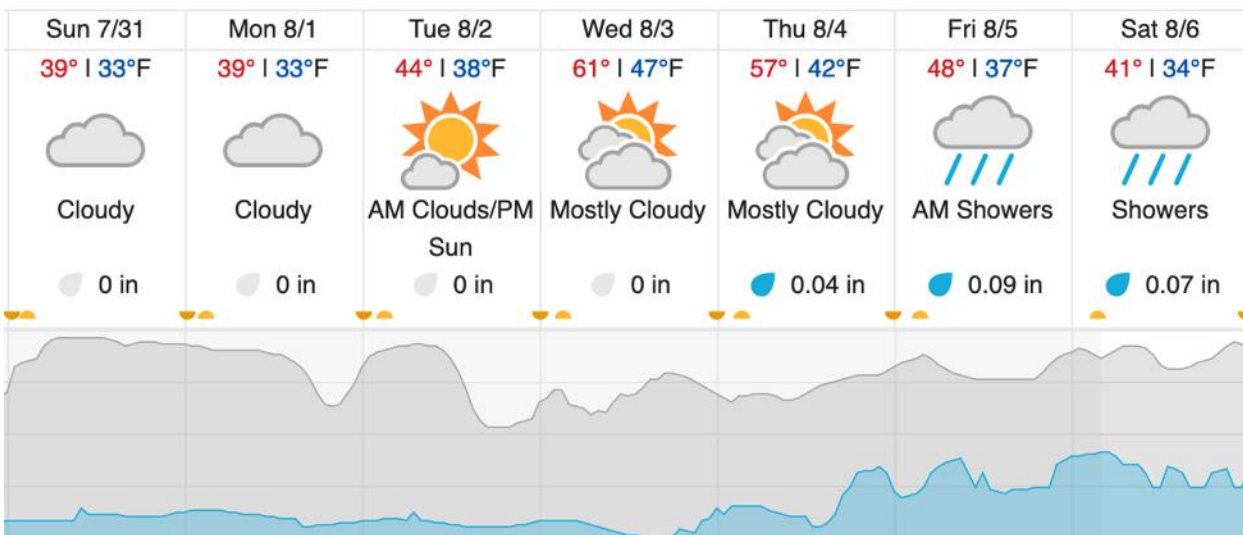 Sun 7/31 Mon 8/1 Tue 8/2 Wed 8/3 Thu 8/4 Fri 8/5 Sat 8/6
39° | 33°F 39° | 33°F 44° | 38°F 61° | 47°F 57° | 42°F 48° | 37°F 41° | 34°F
Cloudy Cloudy AM Clouds/PM Mostly Cloudy Mostly Cloudy AM Showers Showers
Sun
0 in 0 in 0 in 0 in 0.04 in 0.09 in 0.07 in